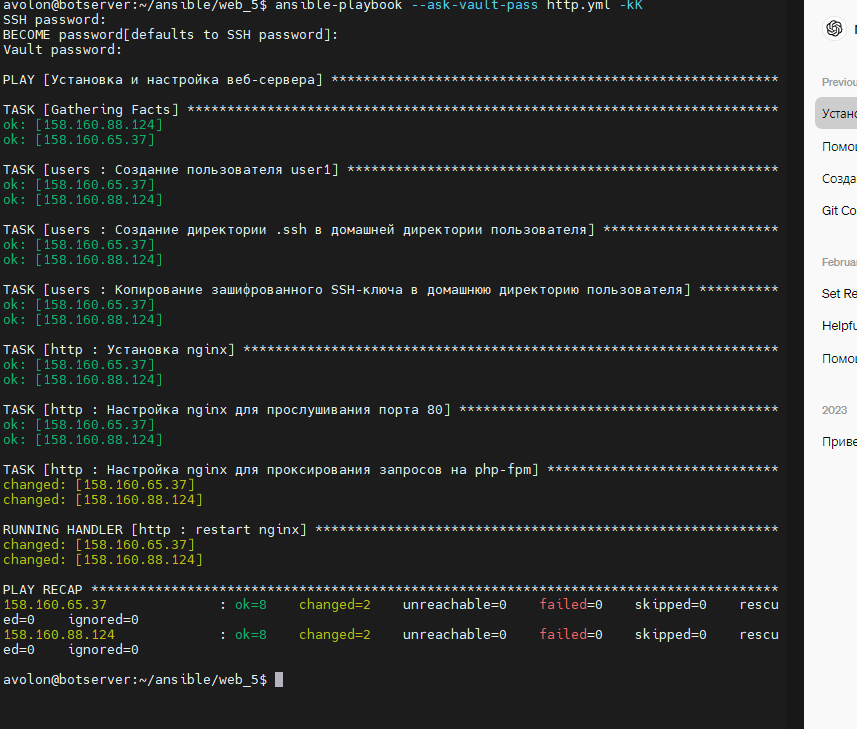 avolon@botserver:~/ansible/web_5$ ansible-playbook --ask-vault-pass http.yml -kK
SSH password:
BECOME password[defaults to SSH password]:
Vault password:
PLAY [Установка и настройка веб-сервера] ********************************************************
TASK [Gathering Facts] **************************************************************************
ok: [158.160.88.124]
ok: [158.160.65.37]
TASK [users : Создание пользователя user1] ******************************************************
ok: [158.160.65.37]
ok: [158.160.88.124]
TASK [users : Создание директории .ssh в домашней директории пользователя] **********************
ok: [158.160.65.37]
ok: [158.160.88.124]
TASK [users : Копирование зашифрованного SSH-ключа в домашнюю директорию пользователя] **********
ok: [158.160.65.37]
ok: [158.160.88.124]
TASK [http : Установка nginx] *******************************************************************
ok: [158.160.65.37]
ok: [158.160.88.124]
TASK [http : Настройка nginx для прослушивания порта 80] ****************************************
ok: [158.160.65.37]
ok: [158.160.88.124]
TASK [http : Настройка nginx для проксирования запросов на php-fpm] *****************************
changed: [158.160.65.37]
changed: [158.160.88.124]
RUNNING HANDLER [http : restart nginx] **********************************************************
changed: [158.160.65.37]
changed: [158.160.88.124]
PLAY RECAP **************************************************************************************
158.160.65.37 : ok=8 changed=2 unreachable=0 failed=0 skipped=0 rescu
ed=0 ignored=0
158.160.88.124 : ok=8 changed=2 unreachable=0 failed=0 skipped=0 rescu
ed=0 ignored=0
avolon@botserver:~/ansible/web_5$
Previou
Устано
Помош
Созда
Git Co
Februar
Set Re
Helpfu
Помош
2023
Приве